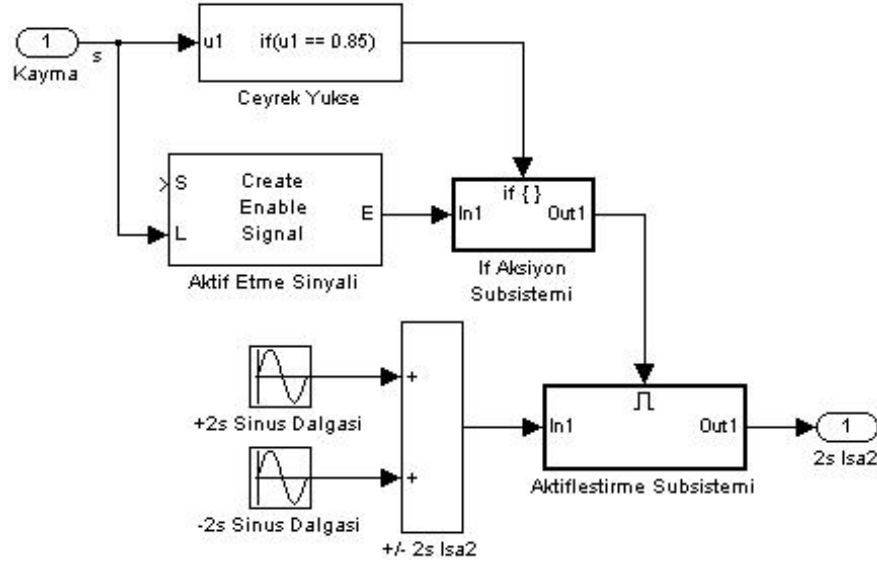 1
s
Kayma
u1
if(u1 == 0.85)
Ceyrek Yukse
S
L
Create
Enable
Signal
E
Aktif Etme Sinyali
if { }
In1
Out1
If Aksiyon
Subsistemi
+2s Sinus Dalgasi
-2s Sinus Dalgasi
+
+
+/- 2s Isa2
In1
Out1
Aktiflestirme Subsistemi
1
2s Isa2